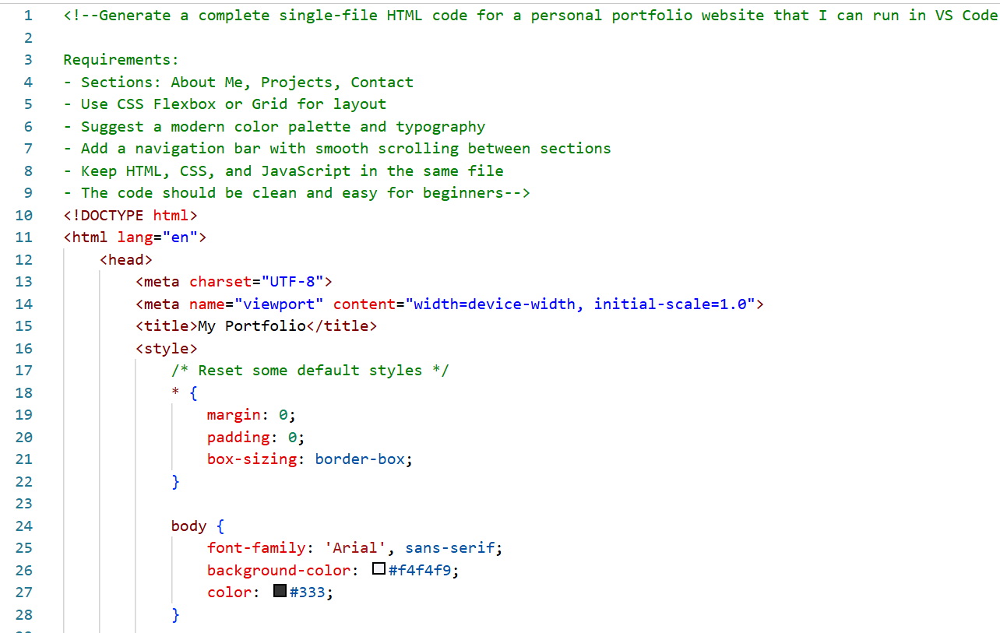 1 <!--Generate a complete single-file HTML code for a personal portfolio website that I can run in VS Code
2
3 Requirements:
4 - Sections: About Me, Projects, Contact
5 - Use CSS Flexbox or Grid for layout
6 - Suggest a modern color palette and typography
7 - Add a navigation bar with smooth scrolling between sections
8 - Keep HTML, CSS, and JavaScript in the same file
9 - The code should be clean and easy for beginners-->
10 <!DOCTYPE html>
11 <html lang="en">
12 <head>
13 <meta charset="UTF-8">
14 <meta name="viewport" content="width=device-width, initial-scale=1.0">
15 <title>My Portfolio</title>
16 <style>
17 /* Reset some default styles */
18 * {
19 margin: 0;
20 padding: 0;
21 box-sizing: border-box;
22 }
23
24 body {
25 font-family: 'Arial', sans-serif;
26 background-color: #f4f4f9;
27 color: #333;
28 }